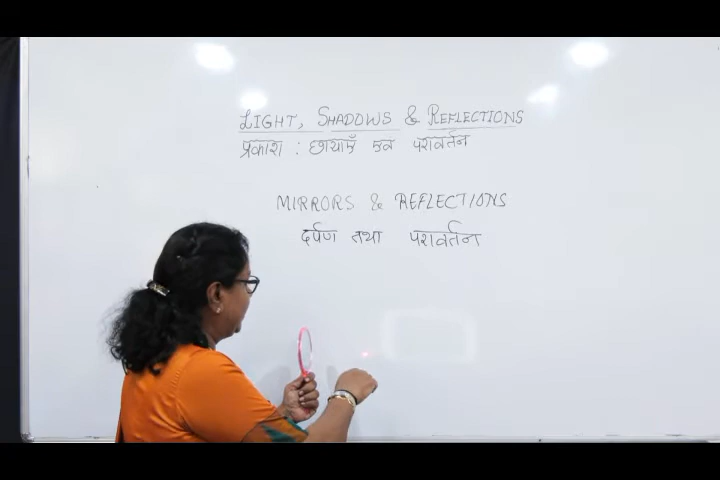 LIGHT, SHADOWS & REFLECTIONS
प्रकाश : छायाएँ एवं परावर्तन
MIRRORS & REFLECTIONS
दर्पण तथा परावर्तन